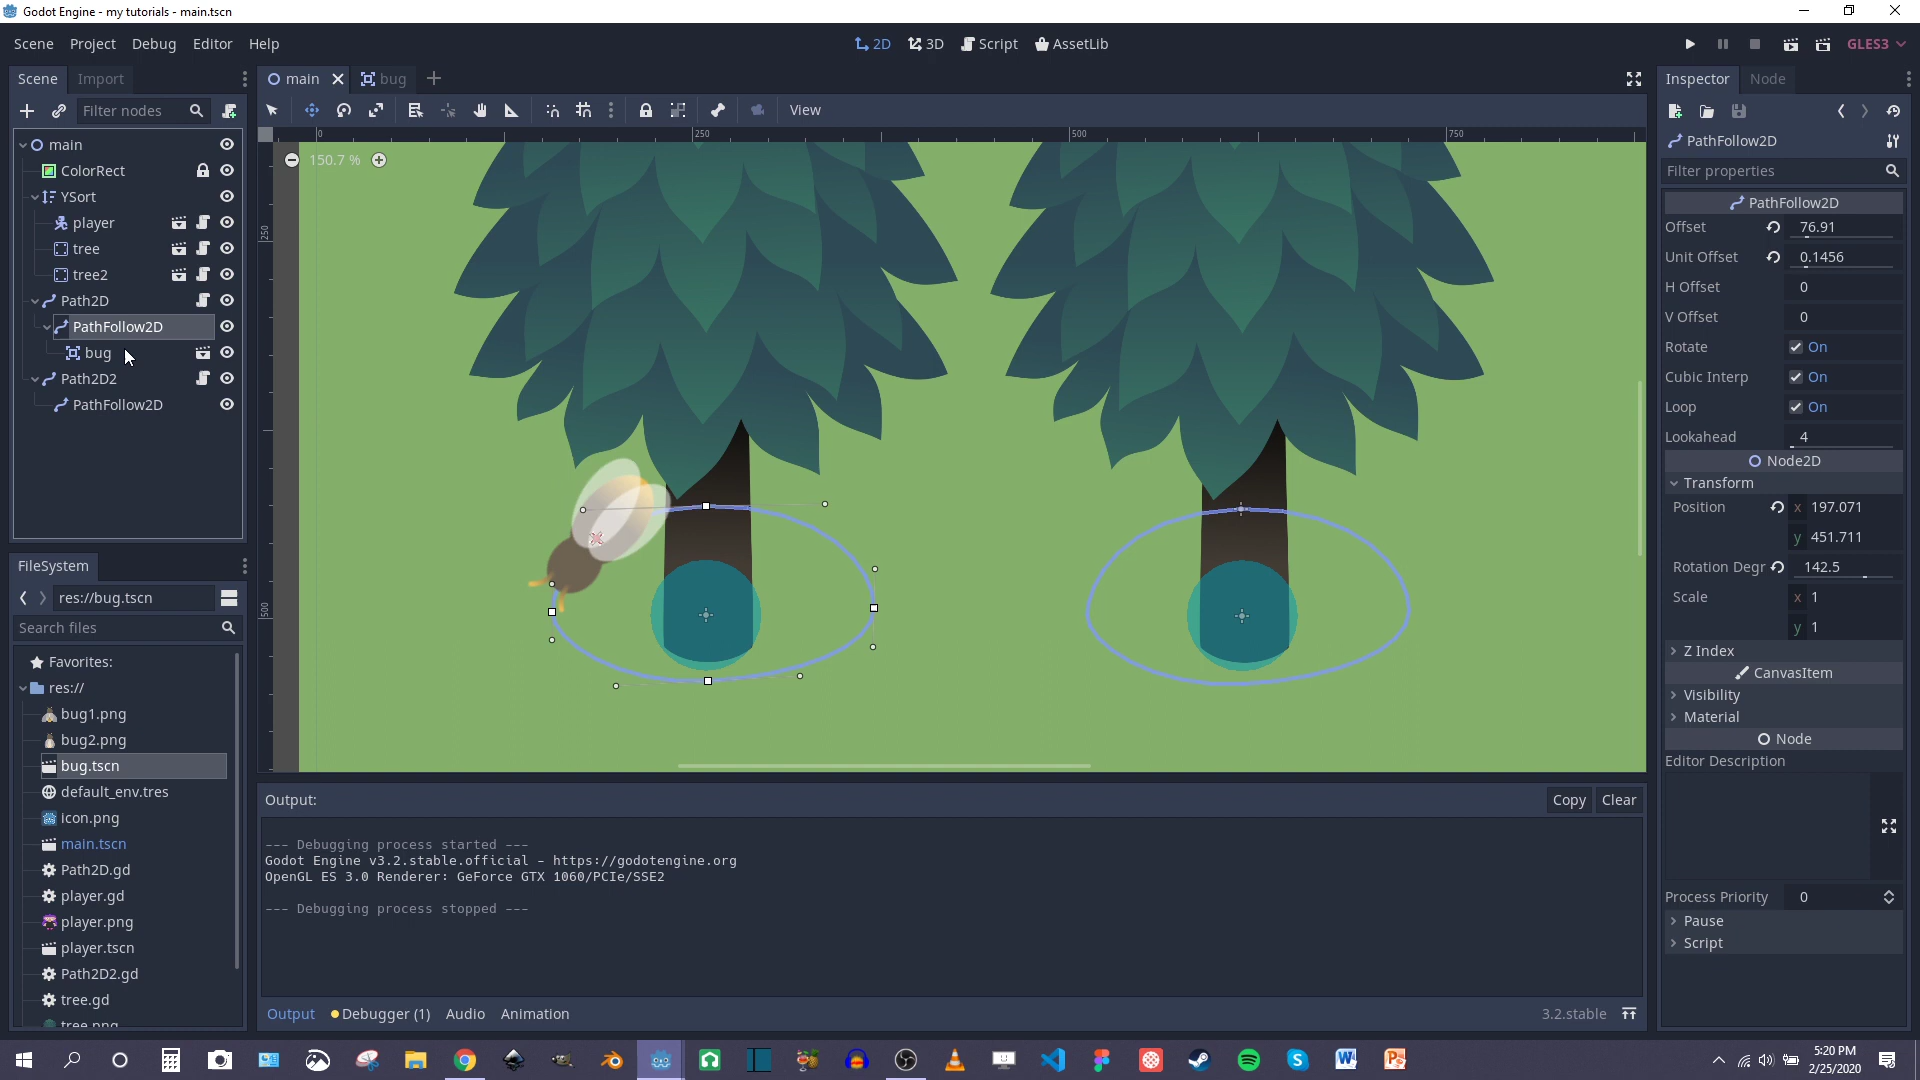 Godot Engine - my tutorials - main.tscn
Scene Project Debug Editor Help
2D 3D Script AssetLib
GLES3
Scene Import
main bug
Inspector Node
Filter nodes
View
main
ColorRect
YSort
player
tree
tree2
Path2D
PathFollow2D
bug
Path2D2
PathFollow2D
FileSystem
res://bug.tscn
Search files
Favorites:
res://
bug1.png
bug2.png
bug.tscn
default_env.tres
icon.png
main.tscn
Path2D.gd
player.gd
player.png
player.tscn
Path2D2.gd
tree.gd
tree.png
0 250 500 750
150.7 %
250
500
Output:
Copy Clear
--- Debugging process started ---
Godot Engine v3.2.stable.official - https://godotengine.org
OpenGL ES 3.0 Renderer: GeForce GTX 1060/PCIe/SSE2
--- Debugging process stopped ---
Output Debugger (1) Audio Animation
3.2.stable
PathFollow2D
Filter properties
PathFollow2D
Offset 76.91
Unit Offset 0.1456
H Offset 0
V Offset 0
Rotate On
Cubic Interp On
Loop On
Lookahead 4
Node2D
Transform
Position x 197.071
y 451.711
Rotation Degr 142.5
Scale x 1
y 1
Z Index
CanvasItem
Visibility
Material
Node
Editor Description
Process Priority 0
Pause
Script
5:20 PM
2/25/2020